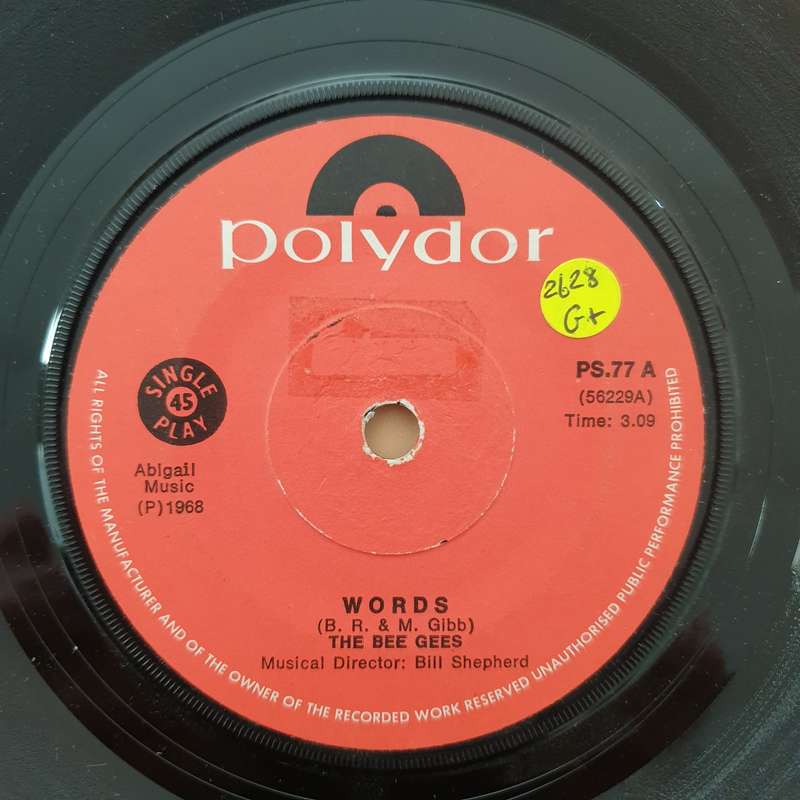 polydor
2628
G+
PS.77 A
(56229A)
Time: 3.09
SINGLE
45
PLAY
Abigail
Music
(P)1968
WORDS
(B. R. & M. Gibb)
THE BEE GEES
Musical Director: Bill Shepherd
ALL RIGHTS OF THE MANUFACTURER AND OF THE OWNER OF THE RECORDED WORK RESERVED UNAUTHORISED PUBLIC PERFORMANCE PROHIBITED